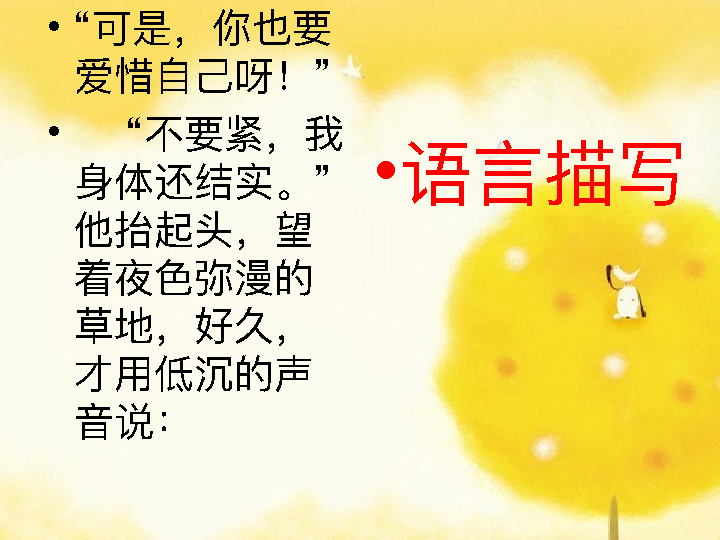 • “可是，你也要
爱惜自己呀！”
• “不要紧，我
身体还结实。”
他抬起头，望
着夜色弥漫的
草地，好久，
才用低沉的声
音说：
•语言描写